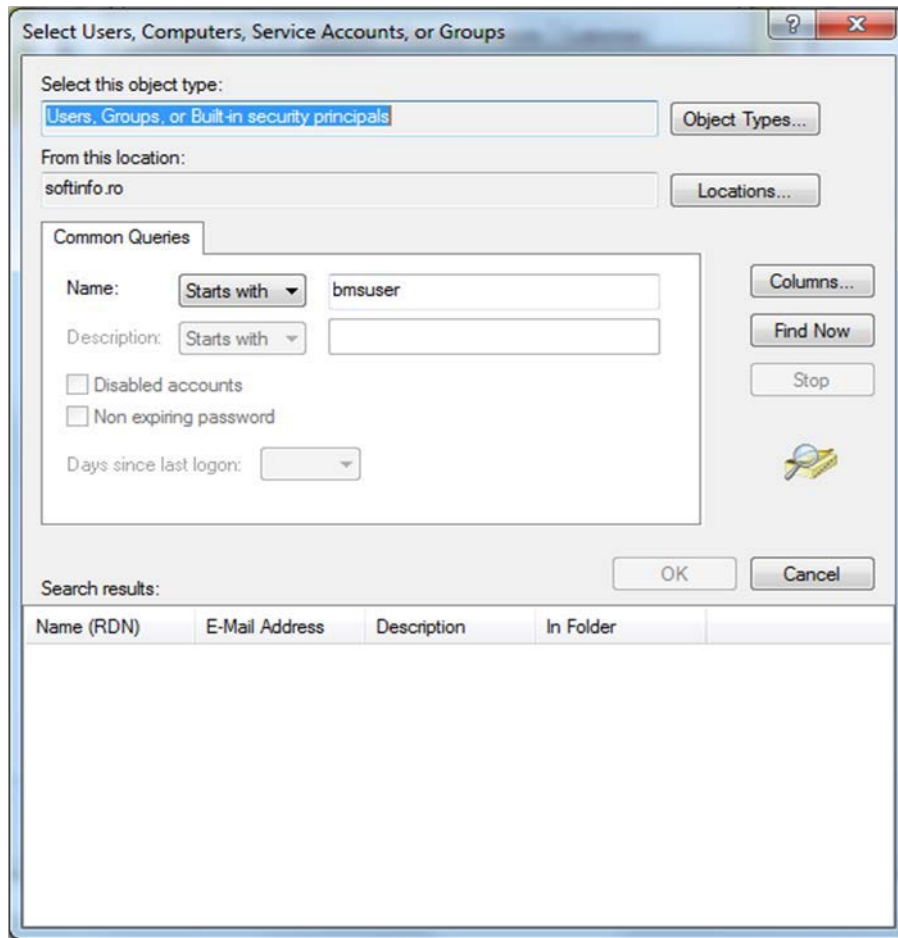 Select Users, Computers, Service Accounts, or Groups
Select this object type:
Users, Groups, or Built-in security principals
Object Types...
From this location:
softinfo.ro
Locations...
Common Queries
Name: Starts with bmsuser
Columns...
Description: Starts with
Find Now
Disabled accounts
Stop
Non expiring password
Days since last logon:
OK Cancel
Search results:
Name (RDN) E-Mail Address Description In Folder